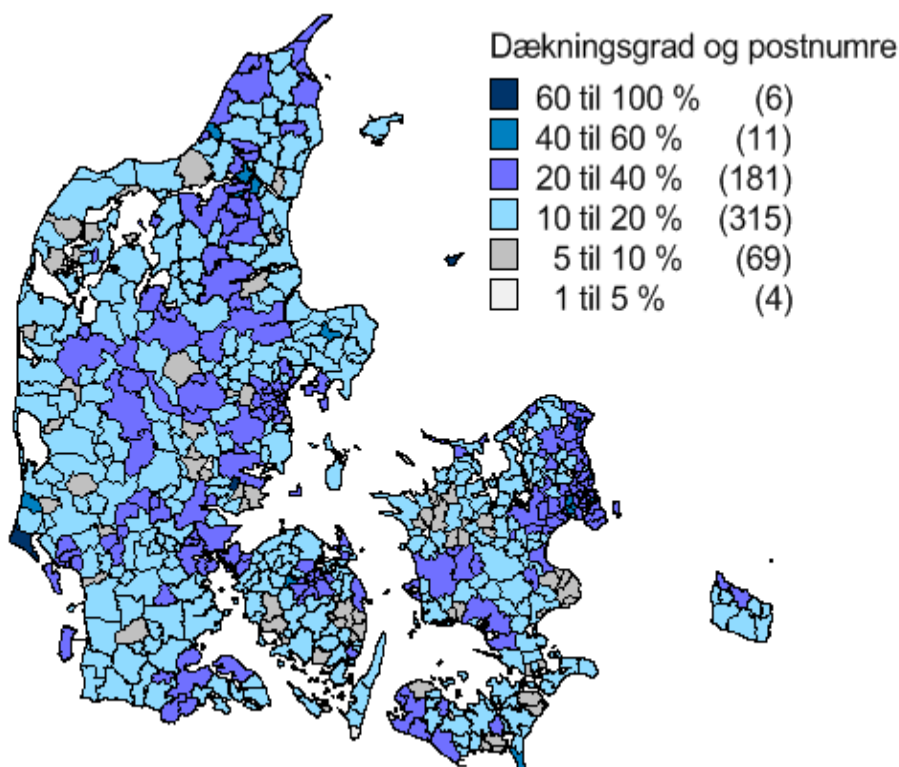 Dækningsgrad og postnumre
60 til 100 % (6)
40 til 60 % (11)
20 til 40 % (181)
10 til 20 % (315)
5 til 10 % (69)
1 til 5 % (4)